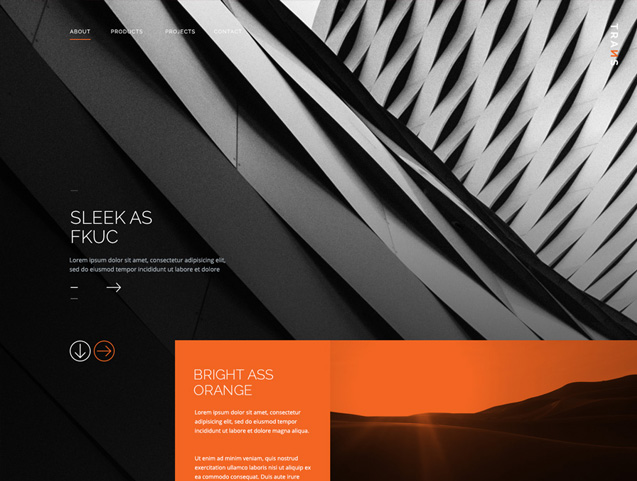 ABOUT PRODUCTS PROJECTS CONTACT
TRANS
SLEEK AS
FKUC
Lorem ipsum dolor sit amet, consectetur adipisicing elit,
sed do eiusmod tempor incididunt ut labore et dolore
BRIGHT ASS
ORANGE
Lorem ipsum dolor sit amet, consectetur
adipisicing elit, sed do eiusmod tempor
incididunt ut labore et dolore magna aliqua.
Ut enim ad minim veniam, quis nostrud
exercitation ullamco laboris nisi ut aliquip ex
ea commodo consequat. Duis aute irure